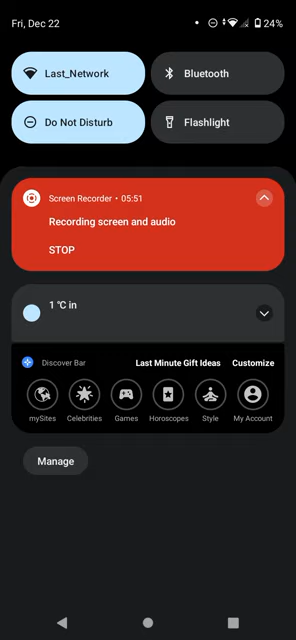 Fri, Dec 22
24%
Last_Network
Bluetooth
Do Not Disturb
Flashlight
Screen Recorder • 05:51
Recording screen and audio
STOP
1 °C in
Discover Bar
Last Minute Gift Ideas
Customize
mySites
Celebrities
Games
Horoscopes
Style
My Account
Manage